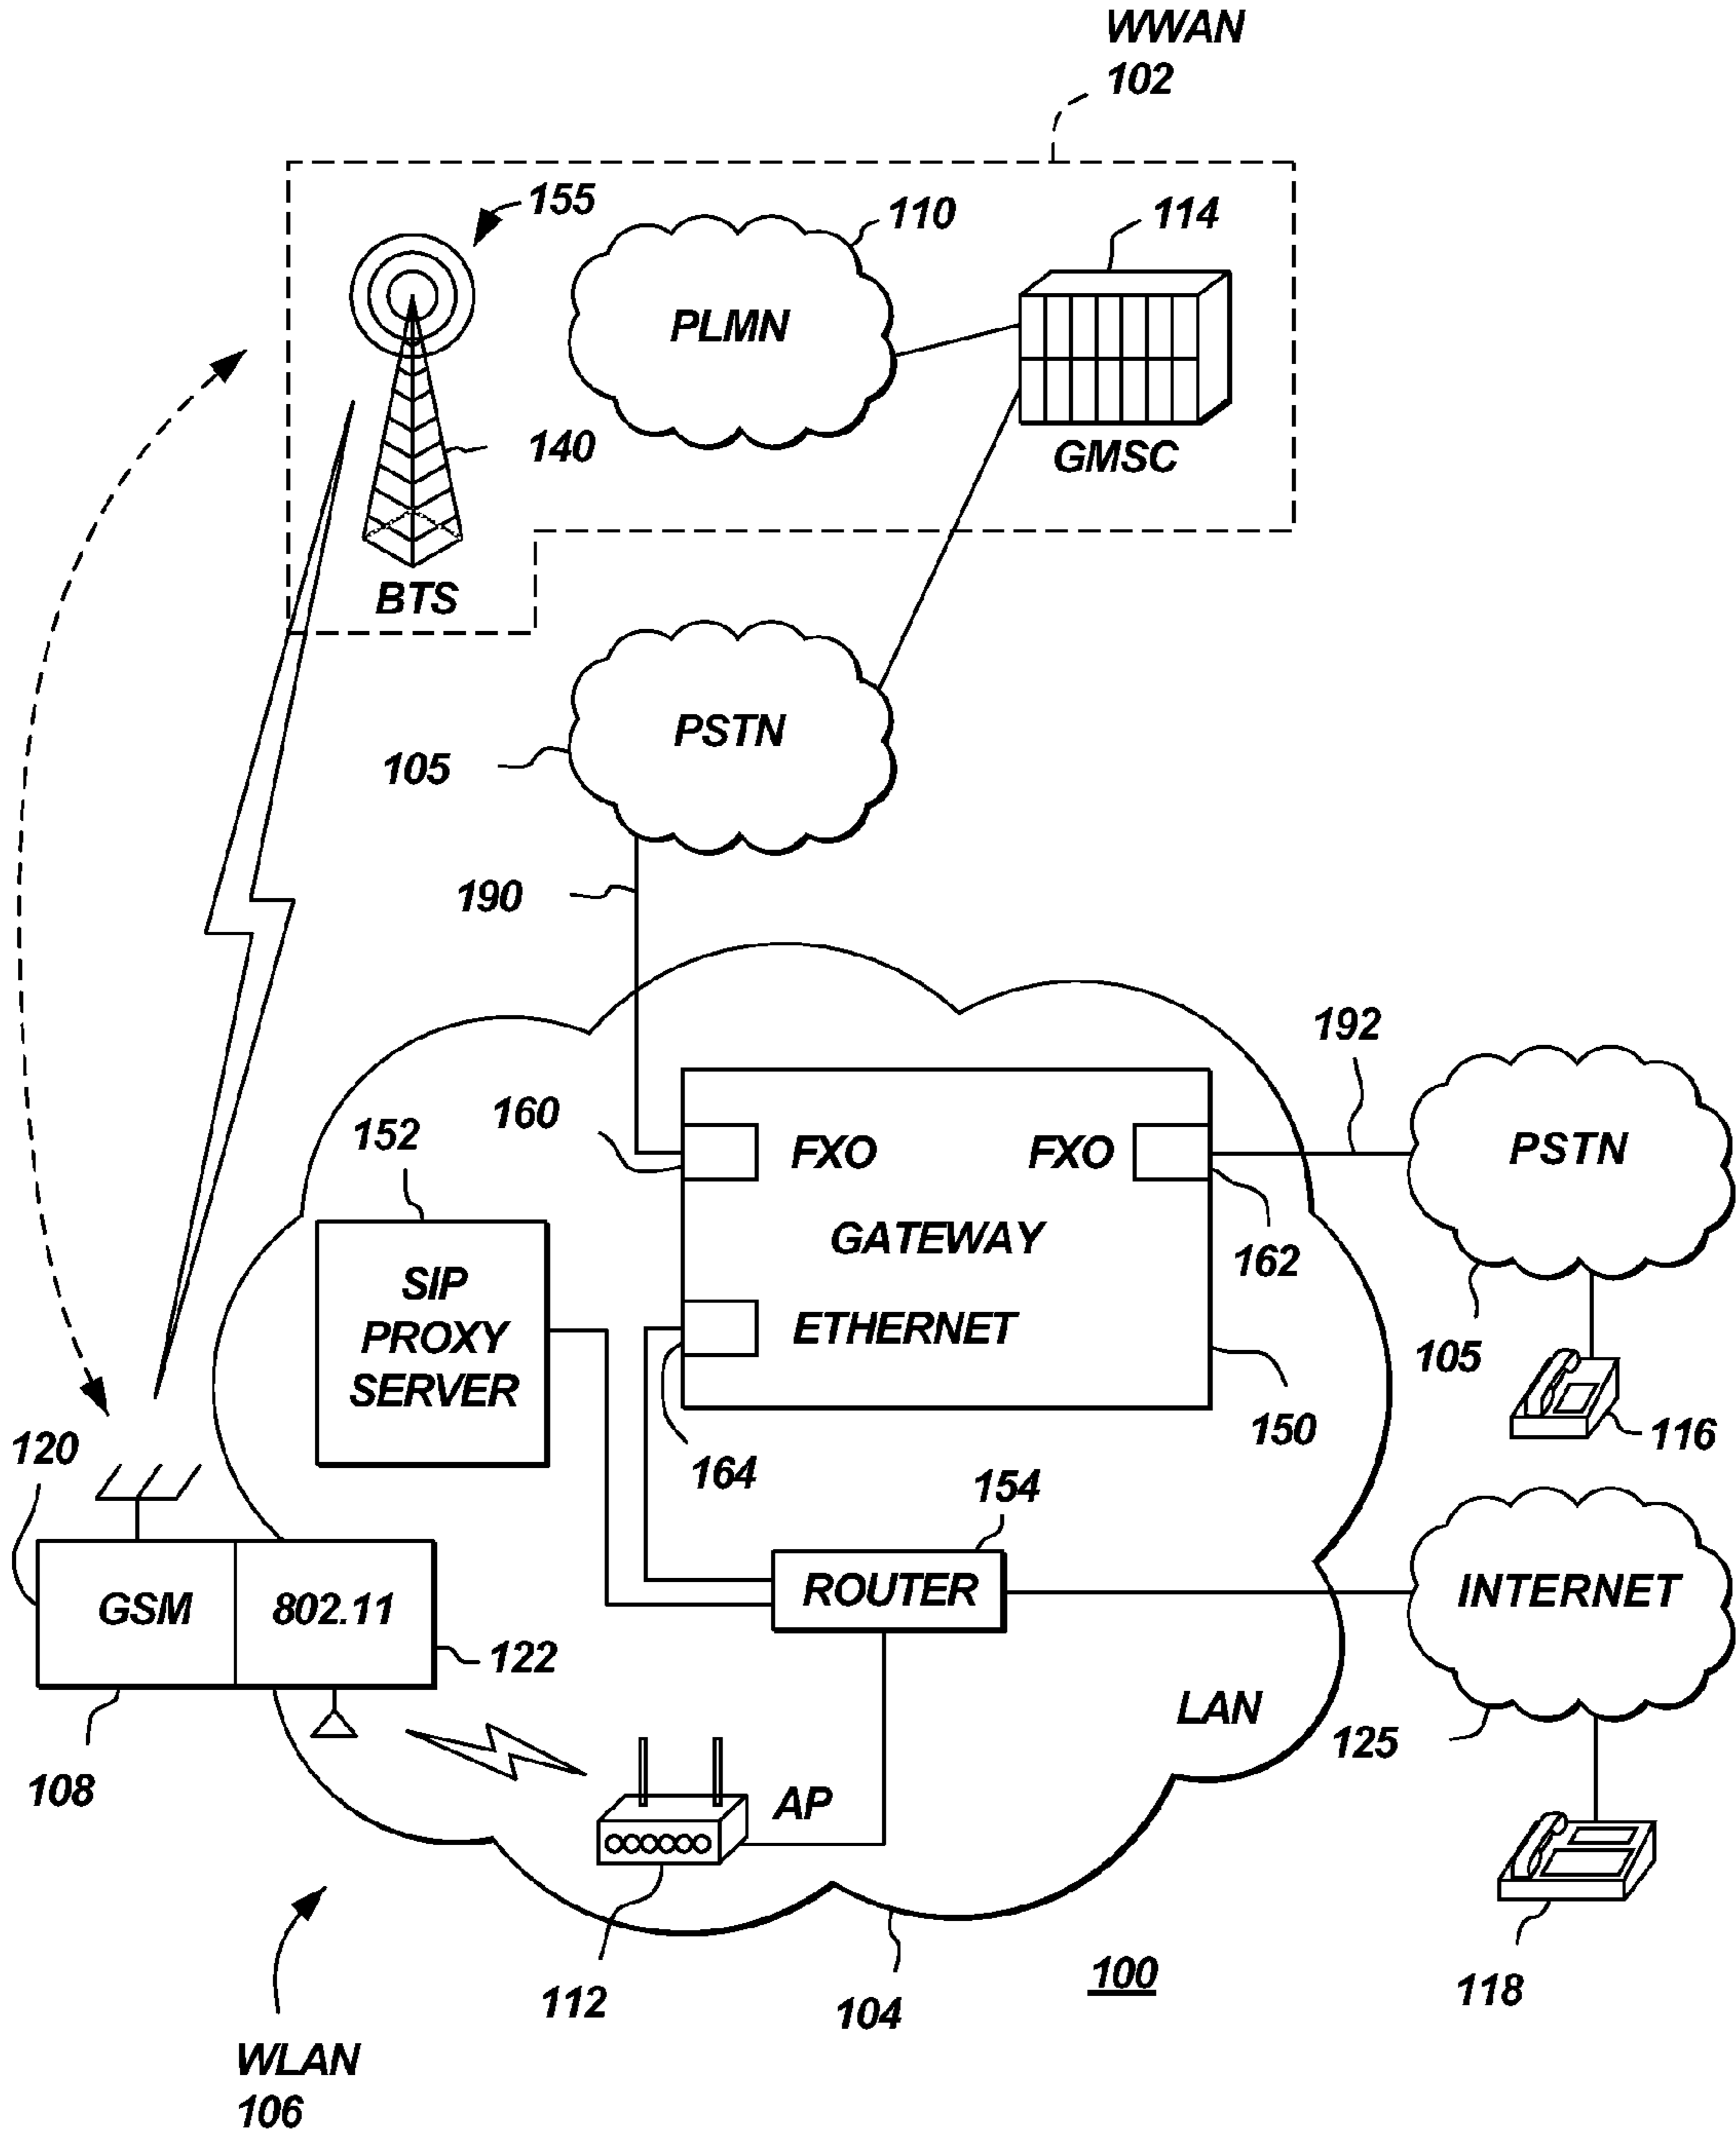 WWAN
102
155
110
114
PLMN
140
GMSC
BTS
PSTN
105
190
192
160
152
FXO
FXO
PSTN
GATEWAY
162
SIP
PROXY
SERVER
ETHERNET
105
150
116
120
164
154
GSM
802.11
ROUTER
INTERNET
122
LAN
125
108
AP
118
100
112
104
WLAN
106